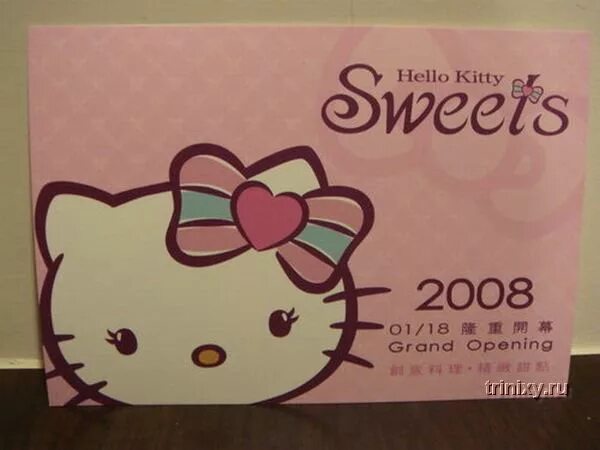 Hello Kitty
Sweets
2008
01/18 隆重開幕
Grand Opening
創意料理・精緻甜點
trinixy.ru